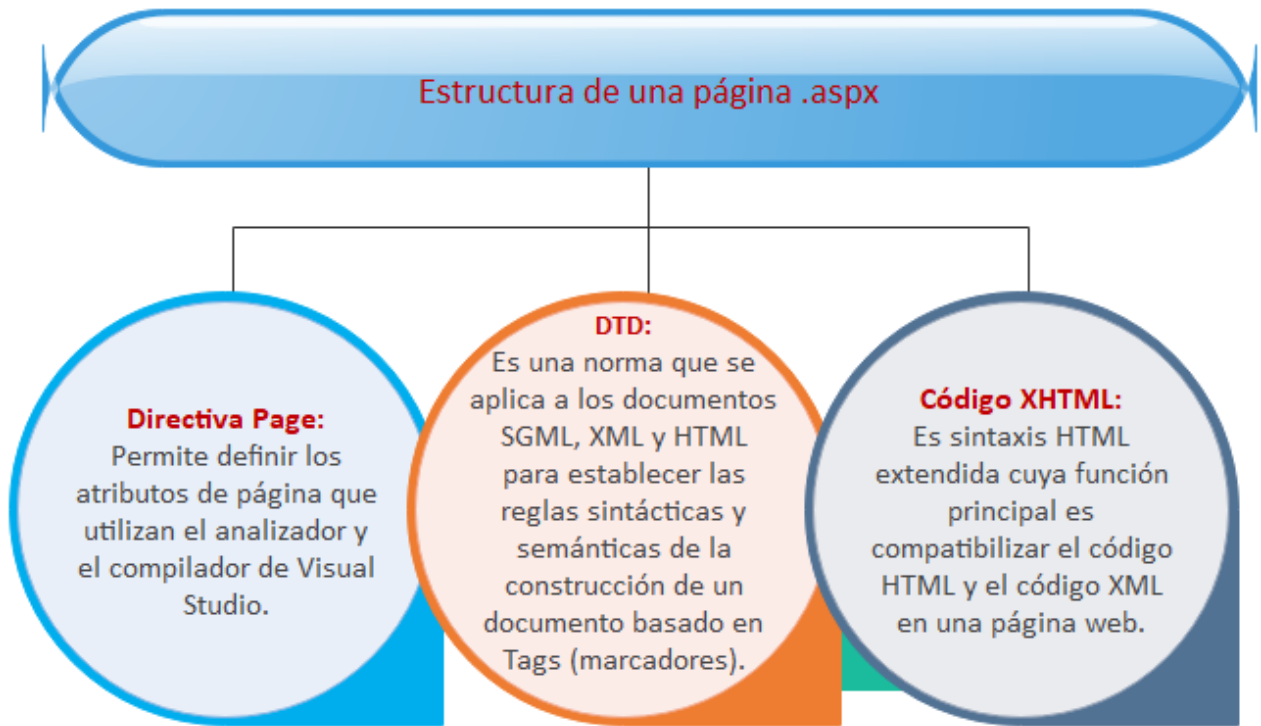 Estructura de una página .aspx
Directiva Page:
Permite definir los
atributos de página que
utilizan el analizador y
el compilador de Visual
Studio.
DTD:
Es una norma que se
aplica a los documentos
SGML, XML y HTML
para establecer las
reglas sintácticas y
semánticas de la
construcción de un
documento basado en
Tags (marcadores).
Código XHTML:
Es sintaxis HTML
extendida cuya función
principal es
compatibilizar el código
HTML y el código XML
en una página web.